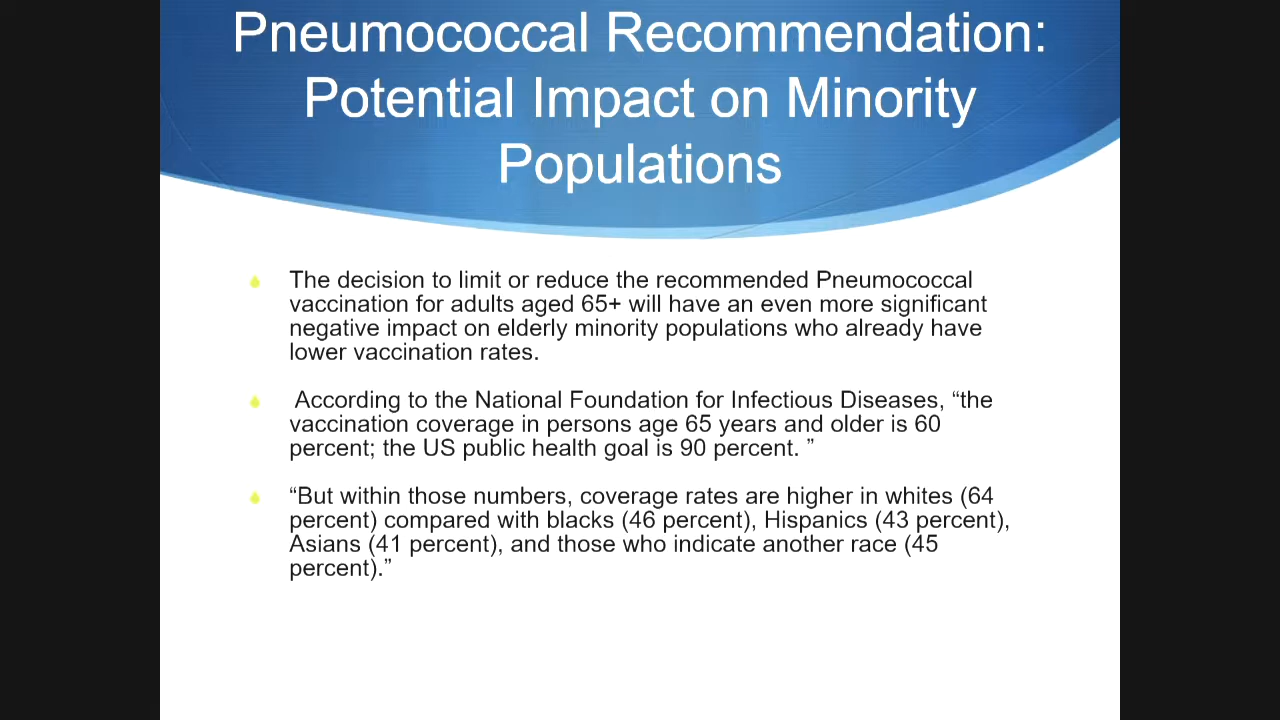 Pneumococcal Recommendation:
Potential Impact on Minority
Populations
The decision to limit or reduce the recommended Pneumococcal
vaccination for adults aged 65+ will have an even more significant
negative impact on elderly minority populations who already have
lower vaccination rates.
According to the National Foundation for Infectious Diseases, “the
vaccination coverage in persons age 65 years and older is 60
percent; the US public health goal is 90 percent. ”
“But within those numbers, coverage rates are higher in whites (64
percent) compared with blacks (46 percent), Hispanics (43 percent),
Asians (41 percent), and those who indicate another race (45
percent).”